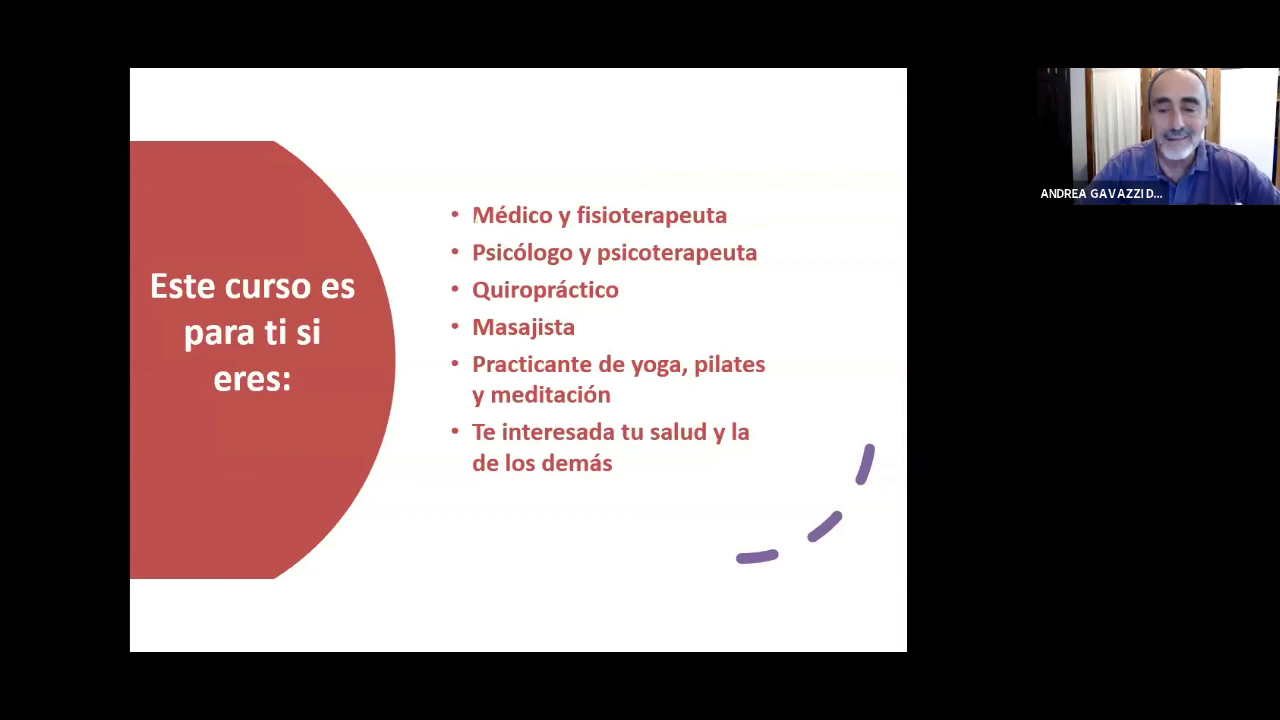 Este curso es
para ti si
eres:
• Médico y fisioterapeuta
• Psicólogo y psicoterapeuta
• Quiropráctico
• Masajista
• Practicante de yoga, pilates
y meditación
• Te interesada tu salud y la
de los demás
ANDREA GAVAZZI D...